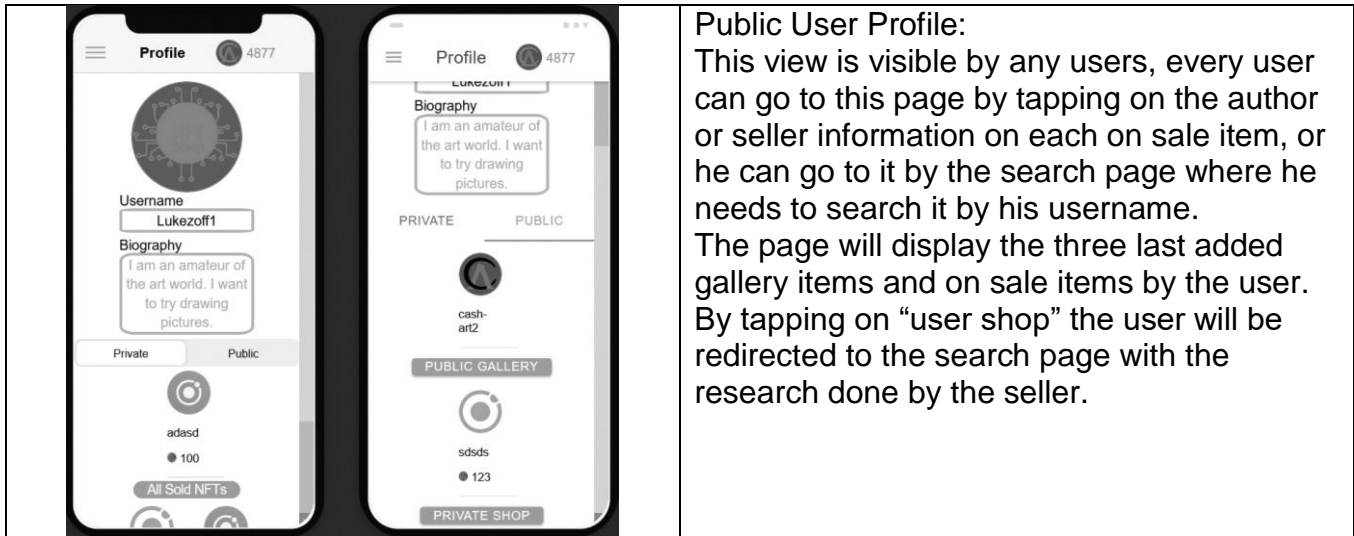 Profile
4877
Username
Lukezoff1
Biography
I am an amateur of
the art world. I want
to try drawing
pictures.
Private
Public
adasd
100
All Sold NFTs
Profile
4877
Lukezoff1
Biography
I am an amateur of
the art world. I want
to try drawing
pictures.
PRIVATE
PUBLIC
cash-
art2
PUBLIC GALLERY
sdsds
123
PRIVATE SHOP
Public User Profile:
This view is visible by any users, every user
can go to this page by tapping on the author
or seller information on each on sale item, or
he can go to it by the search page where he
needs to search it by his username.
The page will display the three last added
gallery items and on sale items by the user.
By tapping on “user shop” the user will be
redirected to the search page with the
research done by the seller.